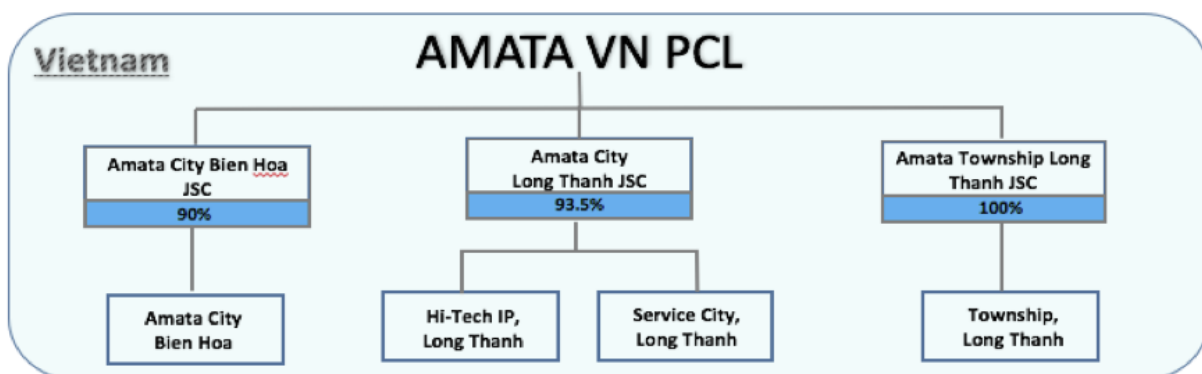 Vietnam
AMATA VN PCL
Amata City Bien Hoa
JSC
90%
Amata City
Long Thanh JSC
93.5%
Amata Township Long
Thanh JSC
100%
Amata City
Bien Hoa
Hi-Tech IP,
Long Thanh
Service City,
Long Thanh
Township,
Long Thanh